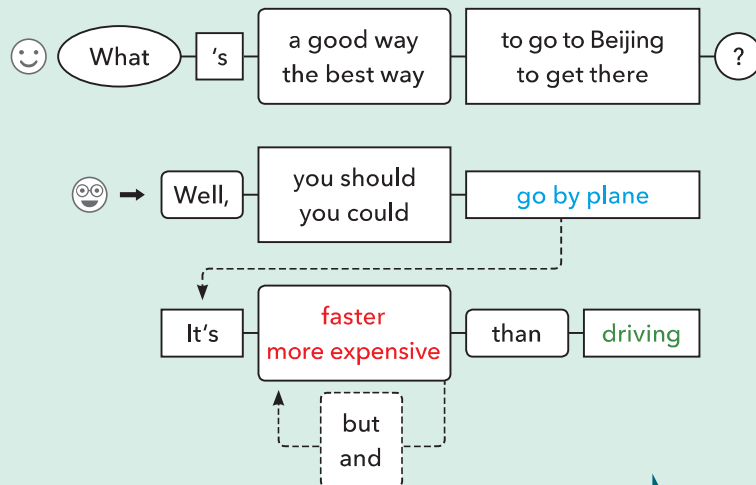 What 's a good way to go to Beijing ?
the best way to get there
Well, you should go by plane
you could
It's faster than driving
more expensive
but
and